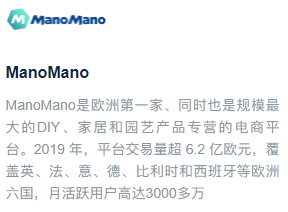 ManoMano
ManoMano
ManoMano是欧洲第一家、同时也是规模最
大的DIY、家居和园艺产品专营的电商平
台。2019 年，平台交易量超 6.2 亿欧元，覆
盖英、法、意、德、比利时和西班牙等欧洲
六国，月活跃用户高达3000多万